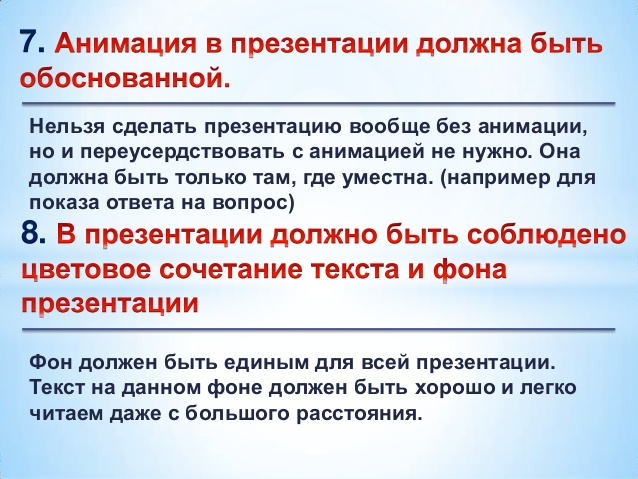 7. Анимация в презентации должна быть
обоснованной.
Нельзя сделать презентацию вообще без анимации,
но и переусердствовать с анимацией не нужно. Она
должна быть только там, где уместна. (например для
показа ответа на вопрос)
8. В презентации должно быть соблюдено
цветовое сочетание текста и фона
презентации
Фон должен быть единым для всей презентации.
Текст на данном фоне должен быть хорошо и легко
читаем даже с большого расстояния.